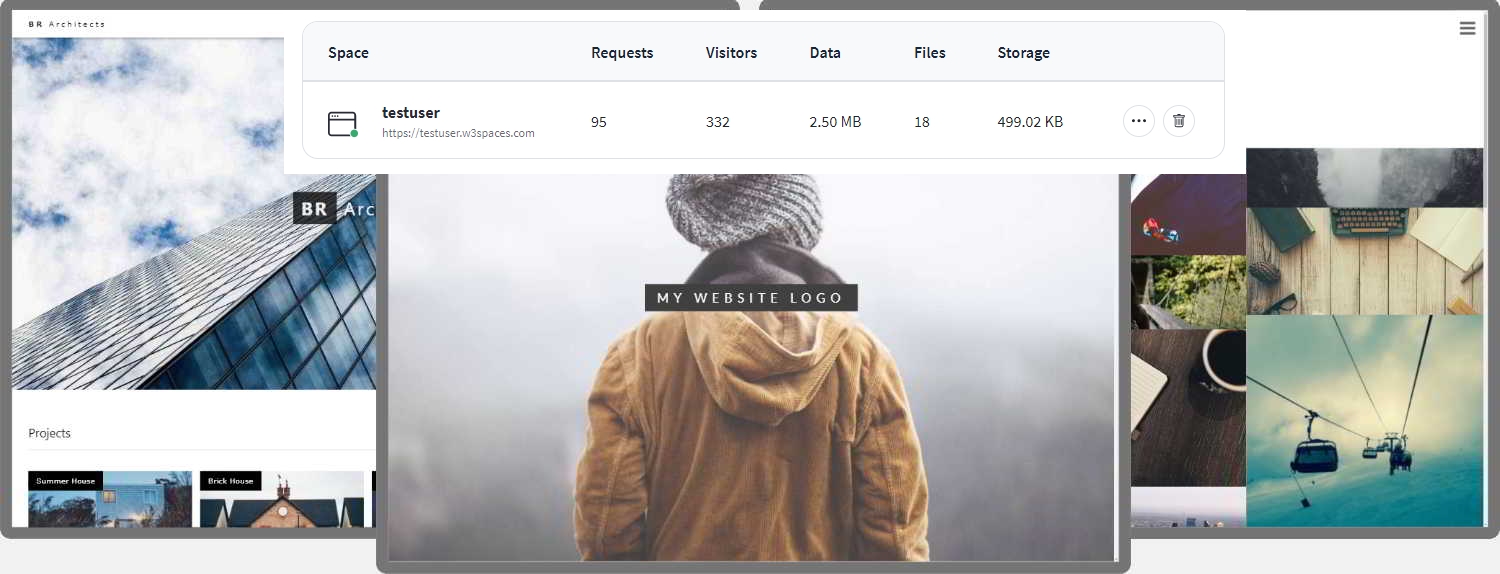 BR Architects
Space Requests Visitors Data Files Storage
testuser 95 332 2.50 MB 18 499.02 KB
https://testuser.w3spaces.com
BR Arc
MY WEBSITE LOGO
Projects
Summer House
Brick House